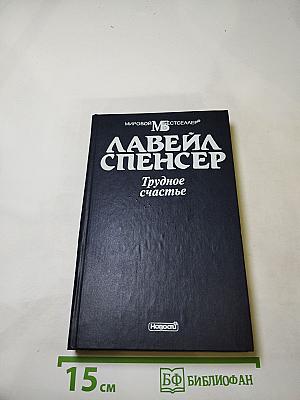 МИРОВОЙ БЕСТСЕЛЛЕР
МБ
ЛАВЕЙЛ
СПЕНСЕР
Трудное
счастье
Новости
15 см
БФ БИБЛИОФАН